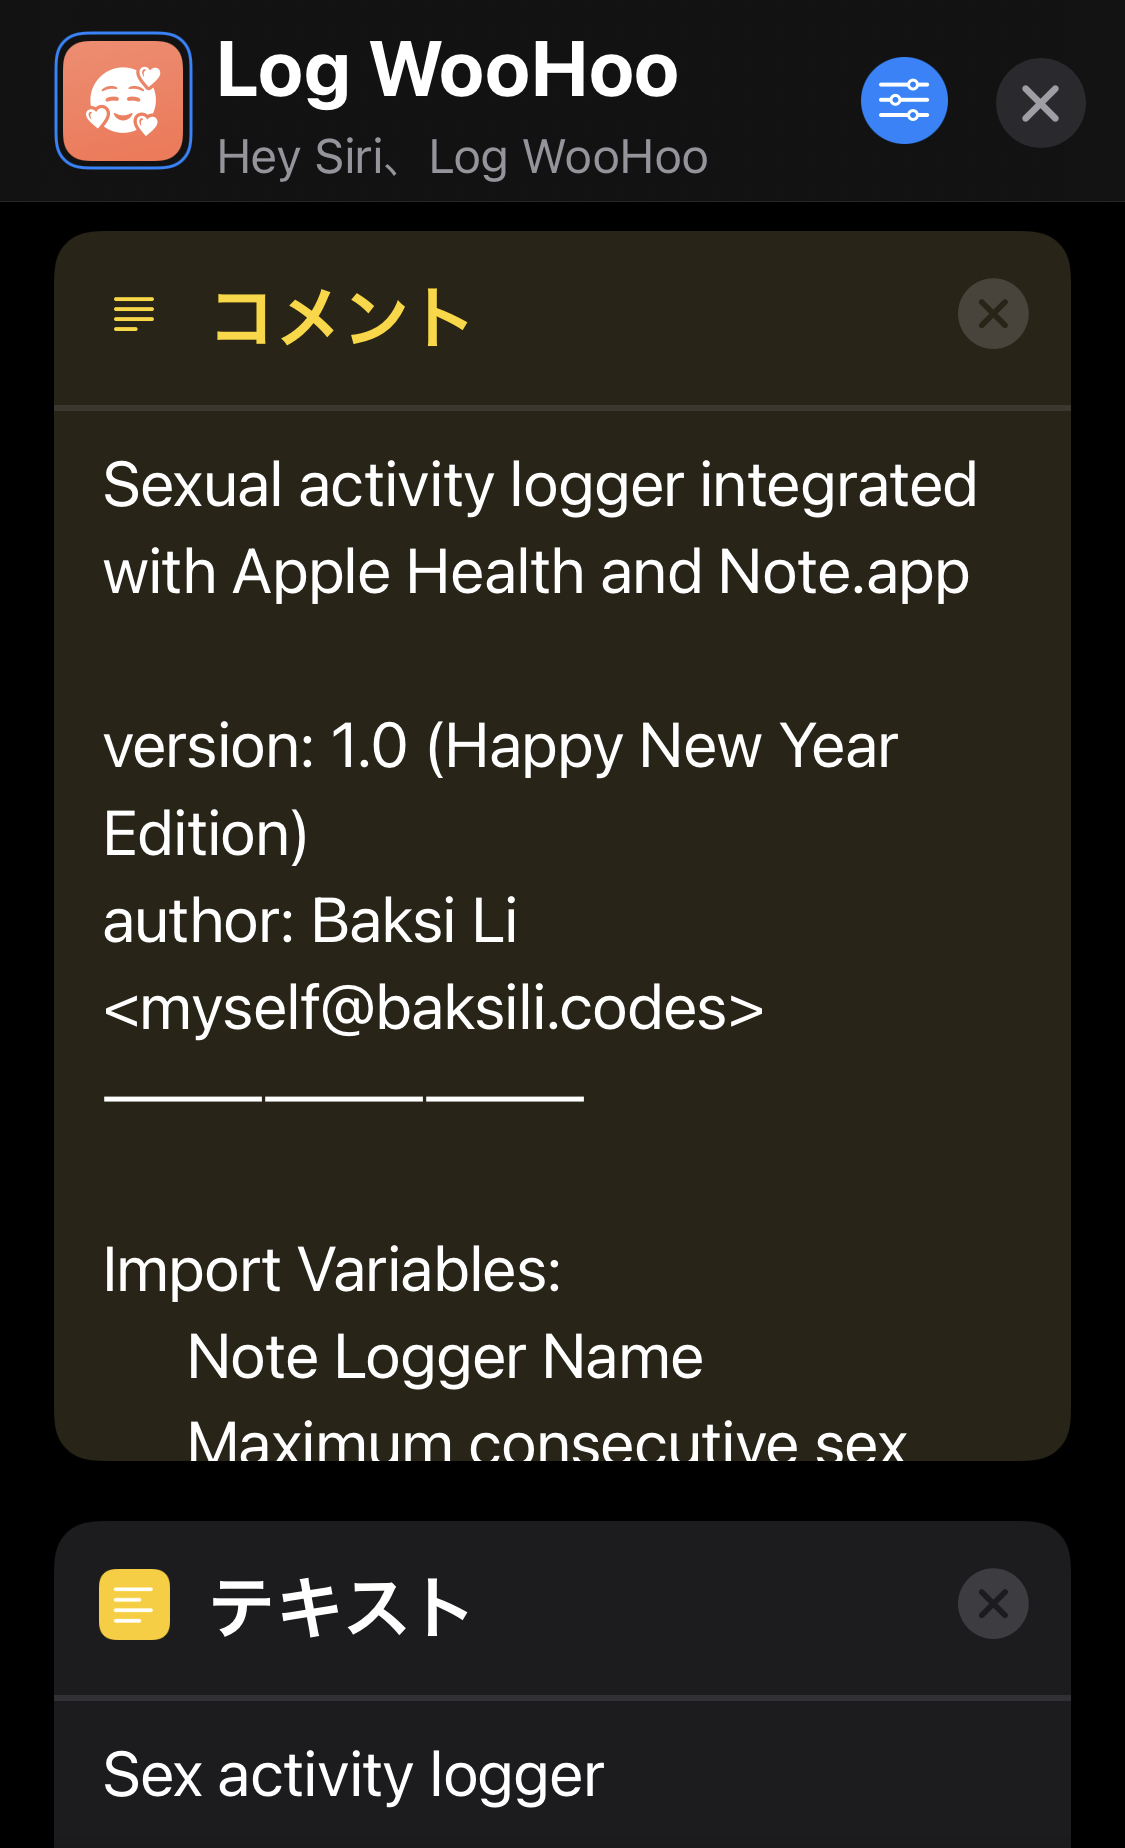 Log WooHoo
Hey Siri、Log WooHoo
コメント
Sexual activity logger integrated
with Apple Health and Note.app
version: 1.0 (Happy New Year
Edition)
author: Baksi Li
<myself@baksili.codes>
———————————
Import Variables:
Note Logger Name
Maximum consecutive sex
テキスト
Sex activity logger